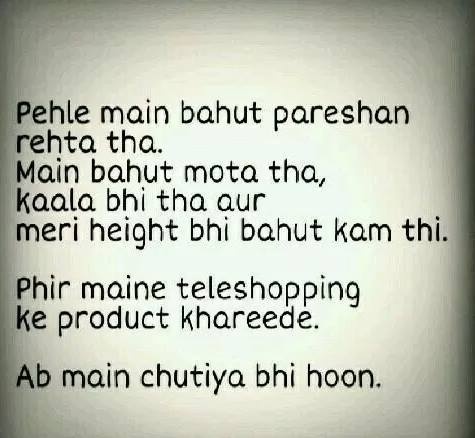 Pehle main bahut pareshan
rehta tha.
Main bahut mota tha,
kaala bhi tha aur
meri height bhi bahut kam thi.
Phir maine teleshopping
ke product khareede.
Ab main chutiya bhi hoon.